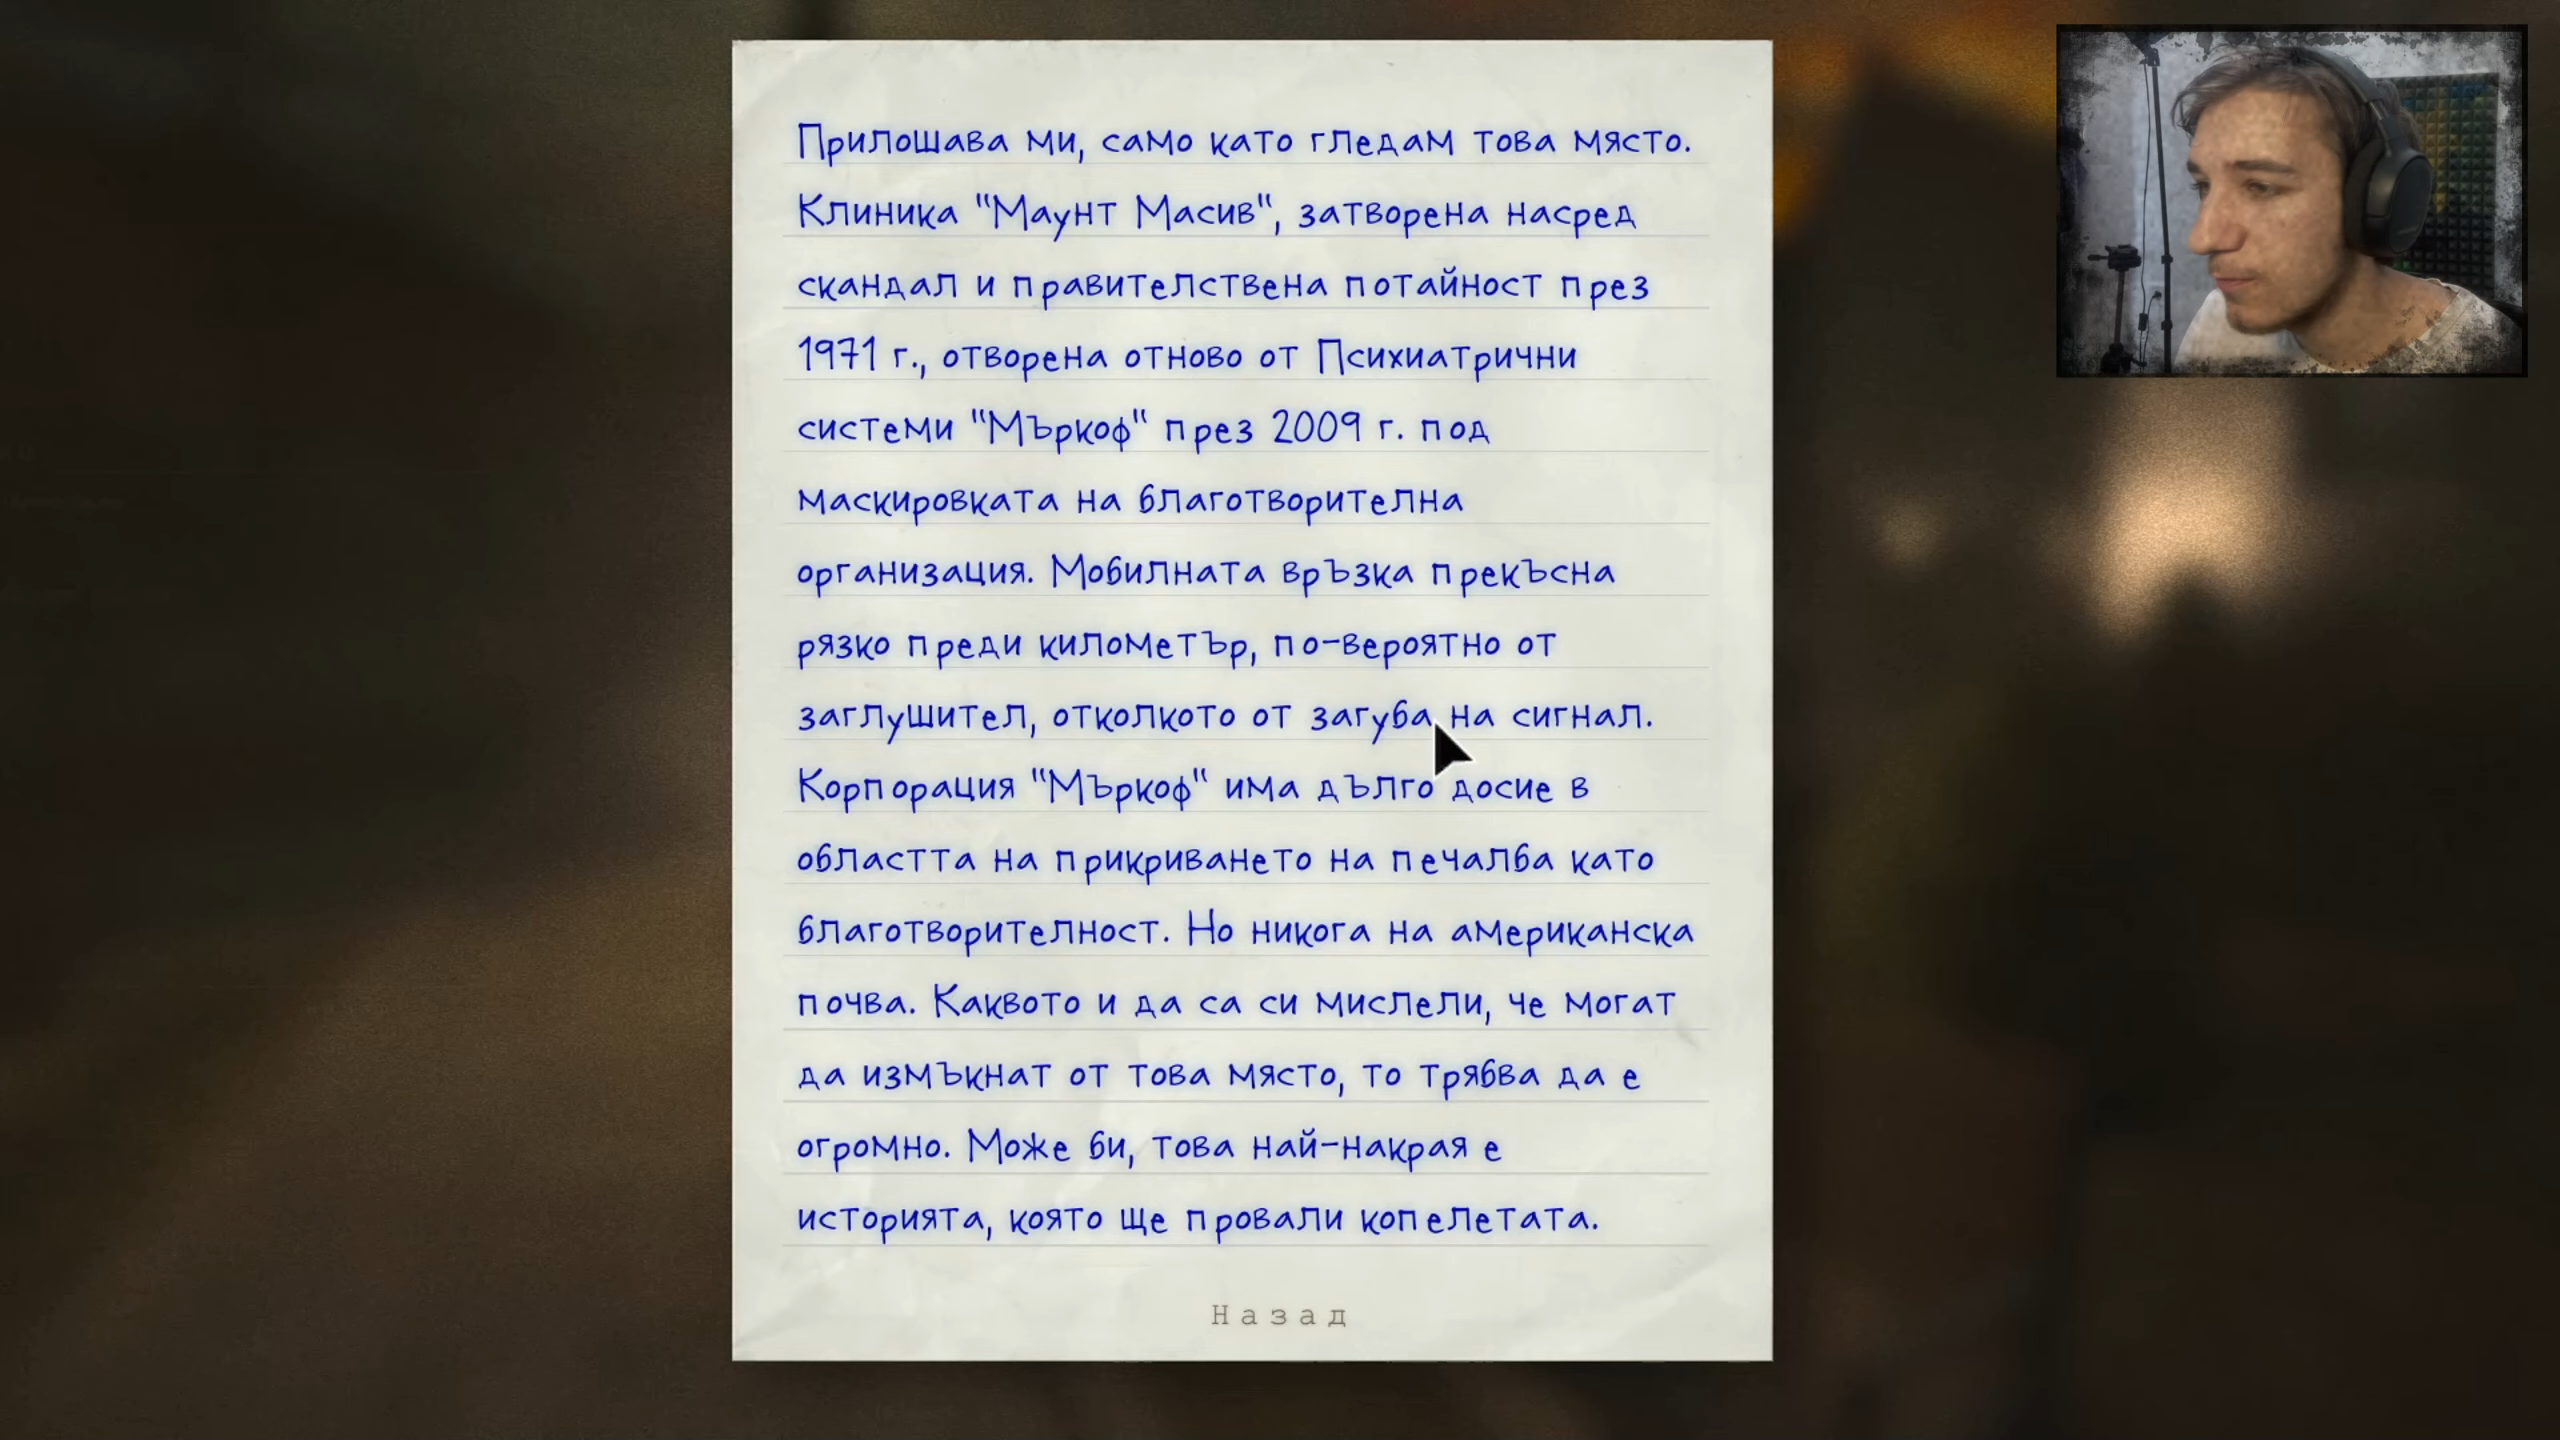 Прилошава ми, само като гледам това място.
Клиника "Маунт Масив", затворена насред
скандал и правителствена потайност през
1971 г., отворена отново от Психиатрични
системи "Мъркоф" през 2009 г. под
маскировката на благотворителна
организация. Мобилната връзка прекъсна
рязко преди километър, по-вероятно от
заглушител, отколкото от загуба на сигнал.
Корпорация "Мъркоф" има дълго досие в
областта на прикриването на печалба като
благотворителност. Но никога на американска
почва. Каквото и да са си мислели, че могат
да измъкнат от това място, то трябва да е
огромно. Може би, това най-накрая е
историята, която ще провали копелетата.
Назад